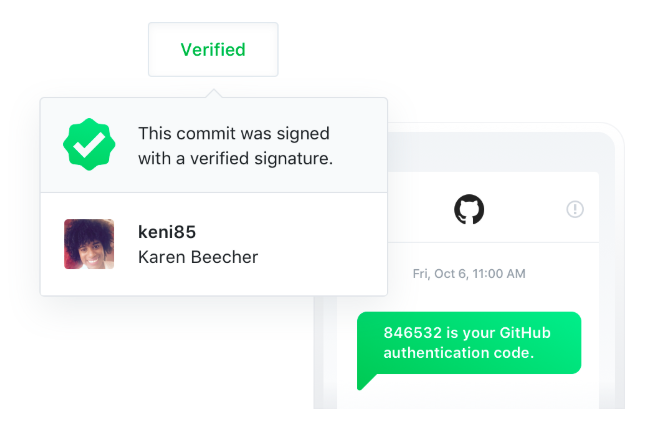 Verified
This commit was signed
with a verified signature.
keni85
Karen Beecher
Fri, Oct 6, 11:00 AM
846532 is your GitHub
authentication code.